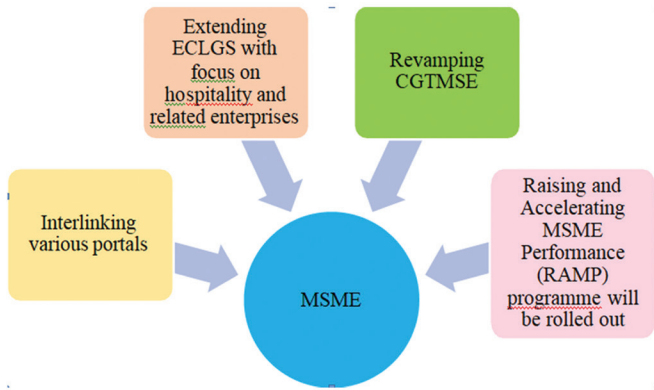 Extending
ECLGS with
focus on
hospitality and
related enterprises
Revamping
CGTMSE
Interlinking
various portals
Raising and
Accelerating
MSME
Performance
(RAMP)
programme will
be rolled out
MSME